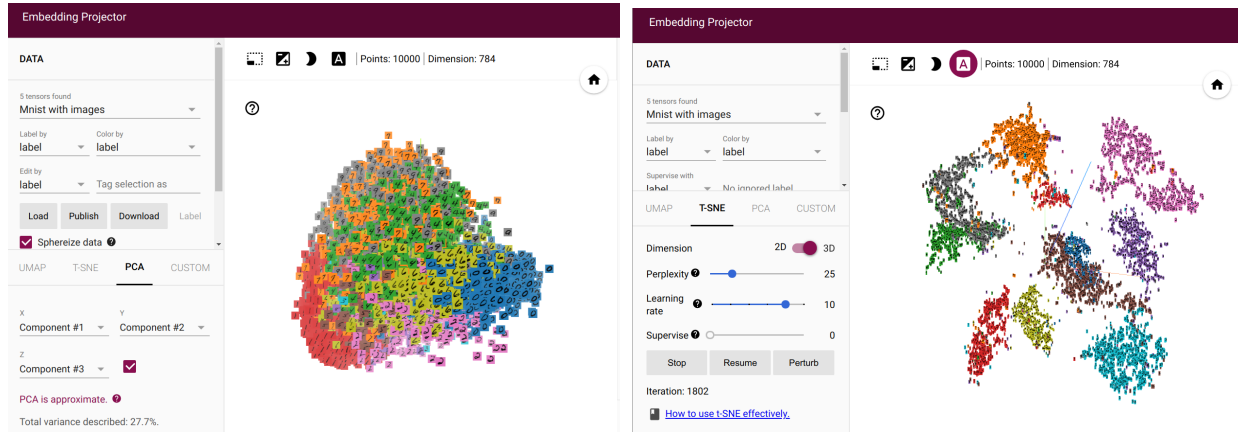 Embedding Projector
DATA
A | Points: 10000 | Dimension: 784
5 tensors found
Mnist with images
Label by Color by
label label
Edit by
label Tag selection as
Load Publish Download Label
Sphereize data
UMAP T-SNE PCA CUSTOM
X Y
Component #1 Component #2
Z
Component #3
PCA is approximate.
Total variance described: 27.7%.
Embedding Projector
DATA
A | Points: 10000 | Dimension: 784
5 tensors found
Mnist with images
Label by Color by
label label
Supervise with
label No ignored label
UMAP T-SNE PCA CUSTOM
Dimension 2D 3D
Perplexity 25
Learning
rate 10
Supervise 0
Stop Resume Perturb
Iteration: 1802
How to use t-SNE effectively.